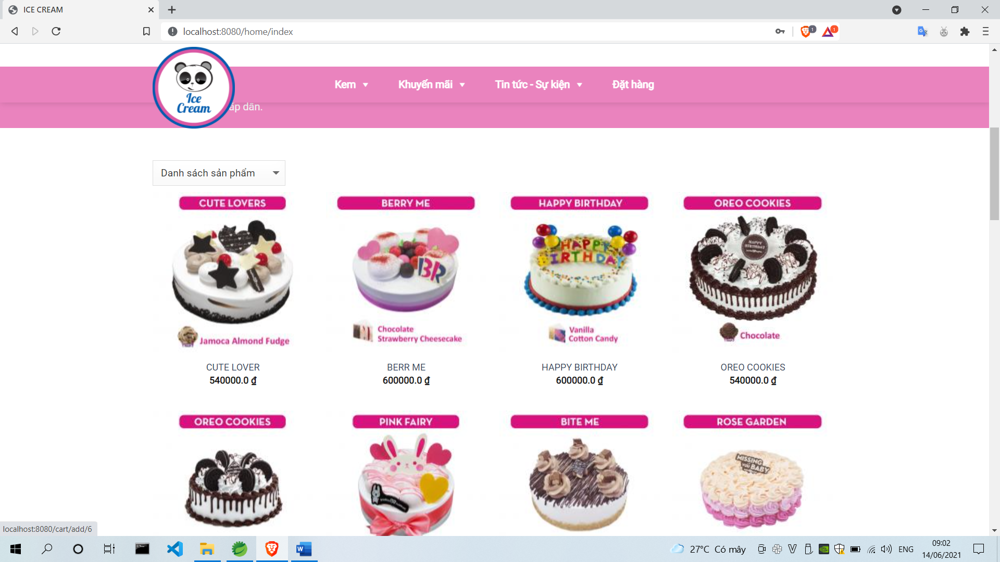 ICE CREAM
localhost:8080/home/index
1
1
Ice
Cream
Kem
Khuyến mãi
Tin tức - Sự kiện
Đặt hàng
ấp dẫn.
Danh sách sản phẩm
CUTE LOVERS
BERRY ME
HAPPY BIRTHDAY
OREO COOKIES
BR
HAPPY
BIRTHDAY
HAPPY
BIRTHDAY
Jamoca Almond Fudge
Chocolate
Strawberry Cheesecake
Vanilla
Cotton Candy
Chocolate
CUTE LOVER
540000.0 ₫
BERR ME
600000.0 ₫
HAPPY BIRTHDAY
600000.0 ₫
OREO COOKIES
540000.0 ₫
OREO COOKIES
PINK FAIRY
BITE ME
ROSE GARDEN
MISSING
YOU BABY
localhost:8080/cart/add/6
27°C Có mây
ENG
09:02
14/06/2021